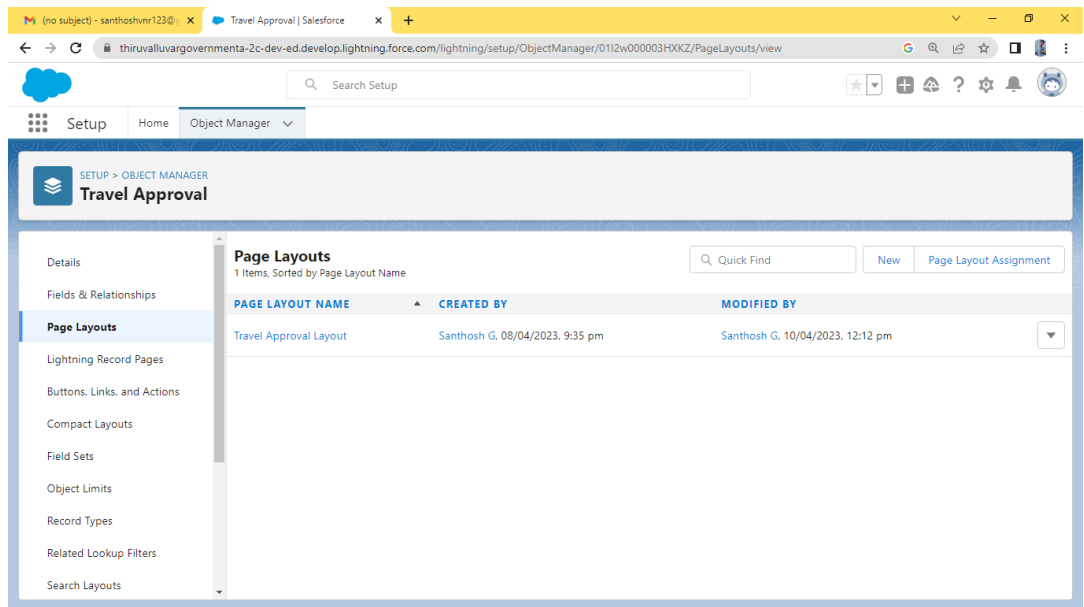 (no subject) - santhoshvnr123@g
Travel Approval | Salesforce
thiruvalluvargovernmenta-2c-dev-ed.develop.lightning.force.com/lightning/setup/ObjectManager/01I2w000003HXKZ/PageLayouts/view
Search Setup
Setup Home Object Manager
SETUP > OBJECT MANAGER
Travel Approval
Details
Fields & Relationships
Page Layouts
Lightning Record Pages
Buttons, Links, and Actions
Compact Layouts
Field Sets
Object Limits
Record Types
Related Lookup Filters
Search Layouts
Page Layouts
1 Items, Sorted by Page Layout Name
Quick Find
New
Page Layout Assignment
PAGE LAYOUT NAME CREATED BY MODIFIED BY
Travel Approval Layout Santhosh G, 08/04/2023, 9:35 pm Santhosh G, 10/04/2023, 12:12 pm